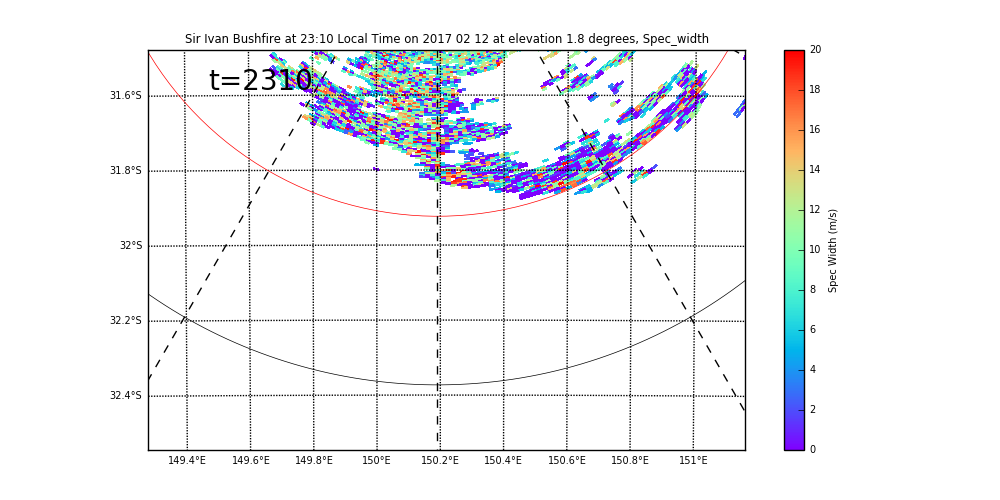 Sir Ivan Bushfire at 23:10 Local Time on 2017 02 12 at elevation 1.8 degrees, Spec_width
t=2310
31.6°S
31.8°S
32°S
32.2°S
32.4°S
149.4°E 149.6°E 149.8°E 150°E 150.2°E 150.4°E 150.6°E 150.8°E 151°E
20
18
16
14
12
10
8
6
4
2
0
Spec Width (m/s)